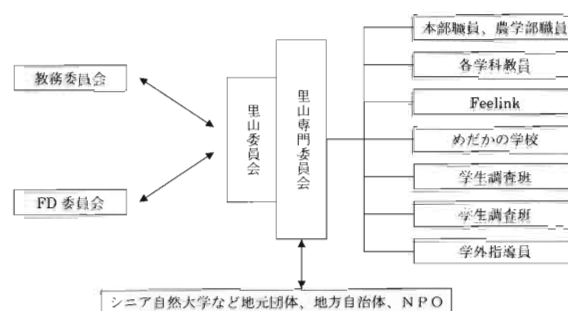 本部職員、農学部職員
各学科教員
教務委員会
里山委員会
里山専門委員会
Feelink
めだかの学校
学生調査班
FD 委員会
学生調査班
学外指導員
シニア自然大学など地元団体、地方自治体、NPO